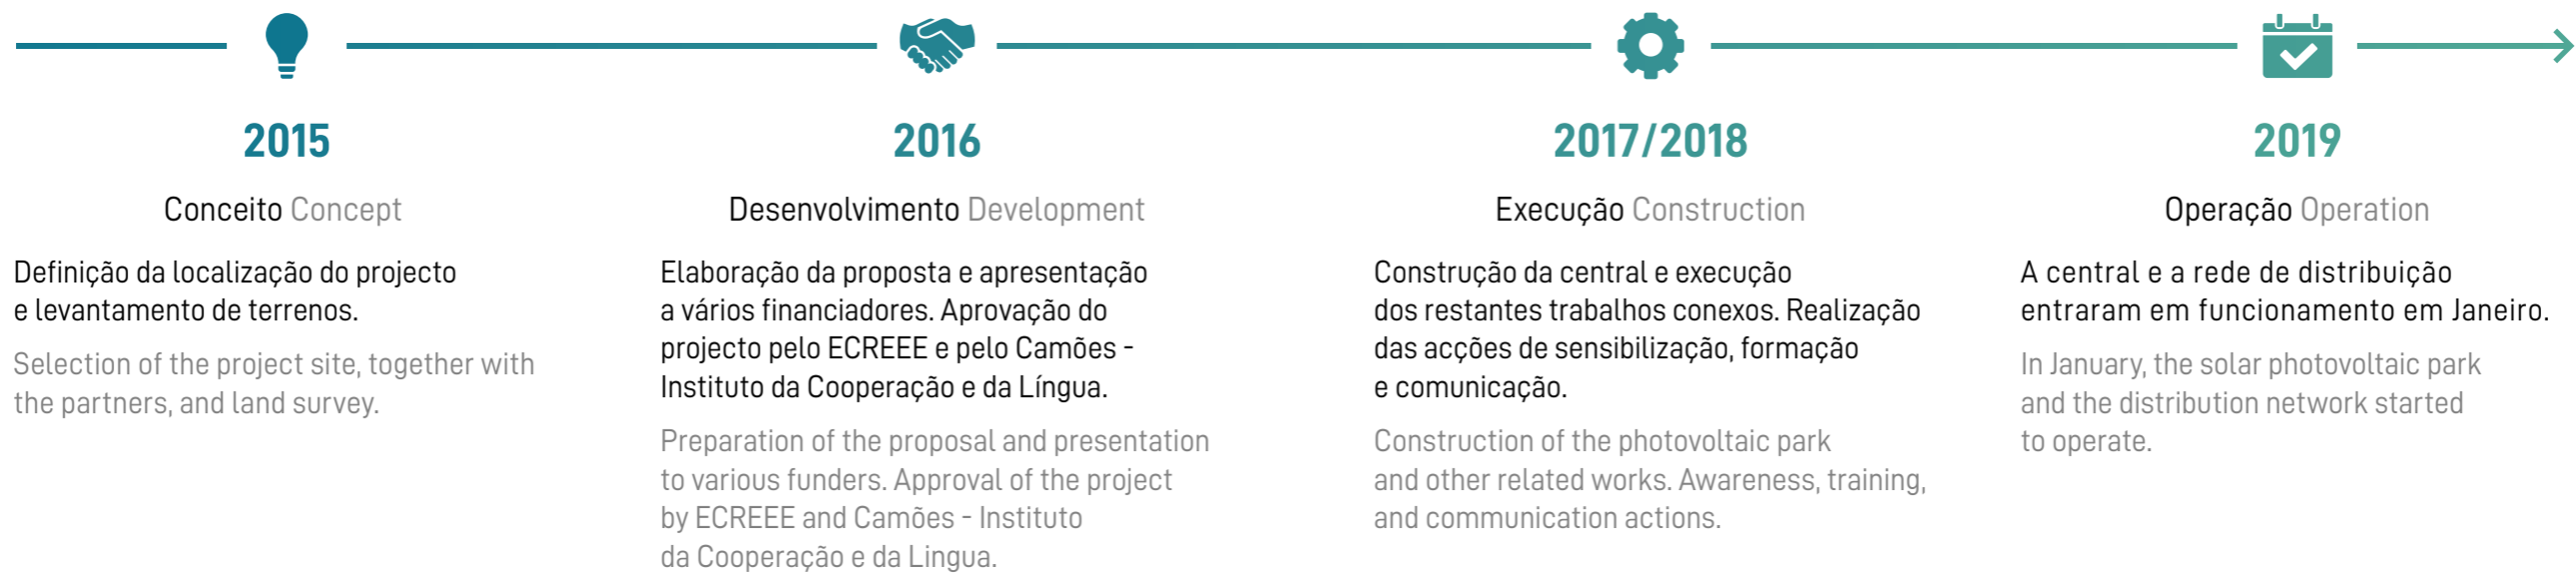 2015
Conceito Concept
Definição da localização do projecto
e levantamento de terrenos.
Selection of the project site, together with
the partners, and land survey.
2016
Desenvolvimento Development
Elaboração da proposta e apresentação
a vários financiadores. Aprovação do
projecto pelo ECREEE e pelo Camões -
Instituto da Cooperação e da Língua.
Preparation of the proposal and presentation
to various funders. Approval of the project
by ECREEE and Camões - Instituto
da Cooperação e da Lingua.
2017/2018
Execução Construction
Construção da central e execução
dos restantes trabalhos conexos. Realização
das acções de sensibilização, formação
e comunicação.
Construction of the photovoltaic park
and other related works. Awareness, training,
and communication actions.
2019
Operação Operation
A central e a rede de distribuição
entraram em funcionamento em Janeiro.
In January, the solar photovoltaic park
and the distribution network started
to operate.